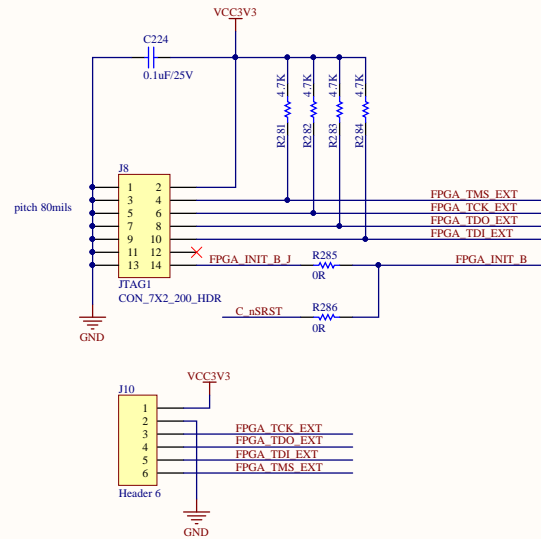 VCC3V3
C224
0.1uF/25V
4.7K
4.7K
4.7K
4.7K
R281
R282
R283
R284
J8
pitch 80mils
1 2
3 4
5 6
7 8
9 10
11 12
13 14
FPGA_TMS_EXT
FPGA_TCK_EXT
FPGA_TDO_EXT
FPGA_TDI_EXT
FPGA_INIT_B_J
R285
0R
FPGA_INIT_B
JTAG1
CON_7X2_200_HDR
C_nSRST
R286
0R
GND
J10
VCC3V3
1
2
3
4
5
6
FPGA_TCK_EXT
FPGA_TDO_EXT
FPGA_TDI_EXT
FPGA_TMS_EXT
Header 6
GND